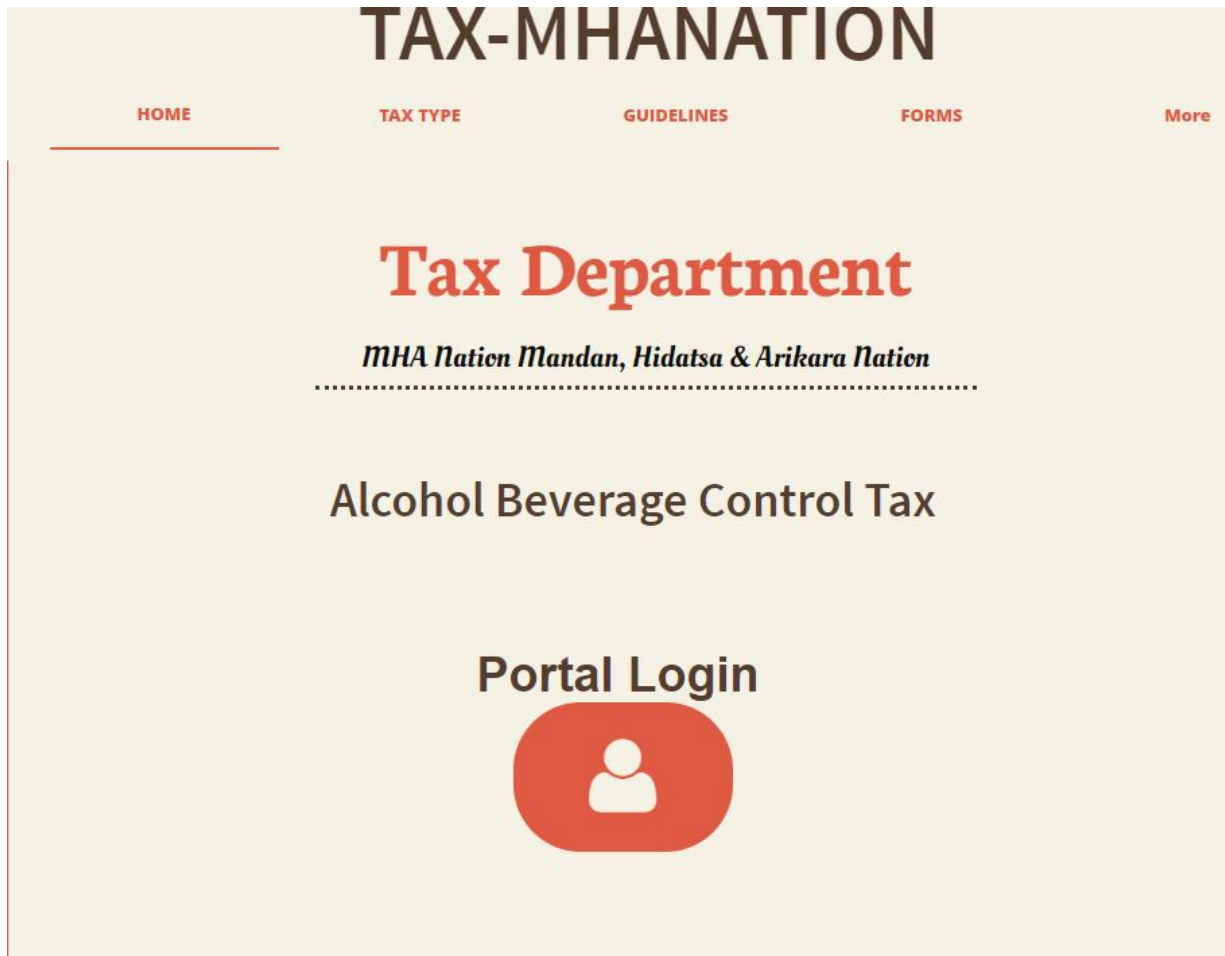 TAX-MHANATION
HOME TAX TYPE GUIDELINES FORMS More
Tax Department
MHA Nation Mandan, Hidatsa & Arikara Nation
Alcohol Beverage Control Tax
Portal Login